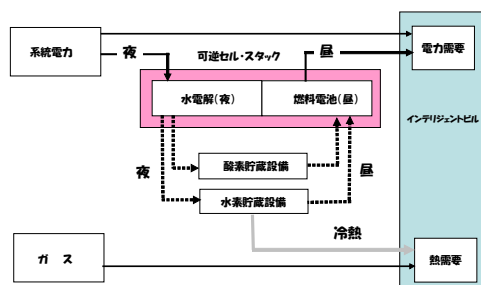 系統電力
夜
可逆セル・スタック
昼
電力需要
水電解(夜)
燃料電池(昼)
インテリジェントビル
夜
酸素貯蔵設備
昼
水素貯蔵設備
冷熱
ガ ス
熱需要